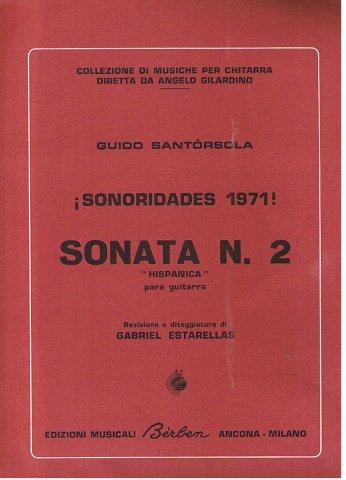 COLLEZIONE DI MUSICHE PER CHITARRA
DIRETTA DA ANGELO GILARDINO
GUIDO SANTÓRSOLA
¡SONORIDADES 1971!
SONATA N. 2
"HISPANICA"
para guitarra
Revisione e diteggiatura di
GABRIEL ESTARELLAS
EDIZIONI MUSICALI Bèrben ANCONA - MILANO